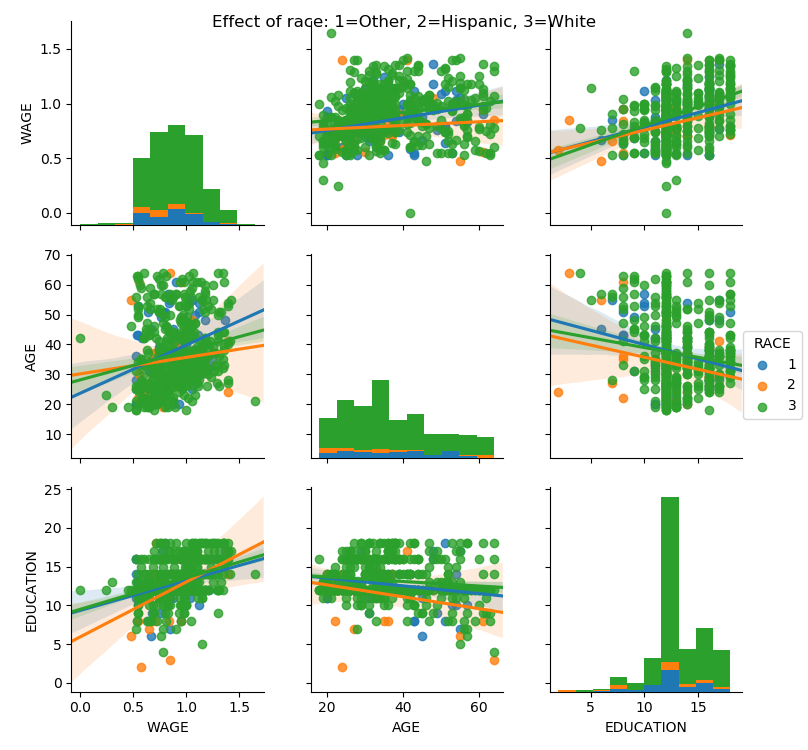 Effect of race: 1=Other, 2=Hispanic, 3=White
1.5
1.0
0.5
0.0
WAGE
70
60
50
40
30
20
10
AGE
RACE
1
2
3
25
20
15
10
5
0
EDUCATION
0.0 0.5 1.0 1.5
WAGE
20 40 60
AGE
5 10 15
EDUCATION